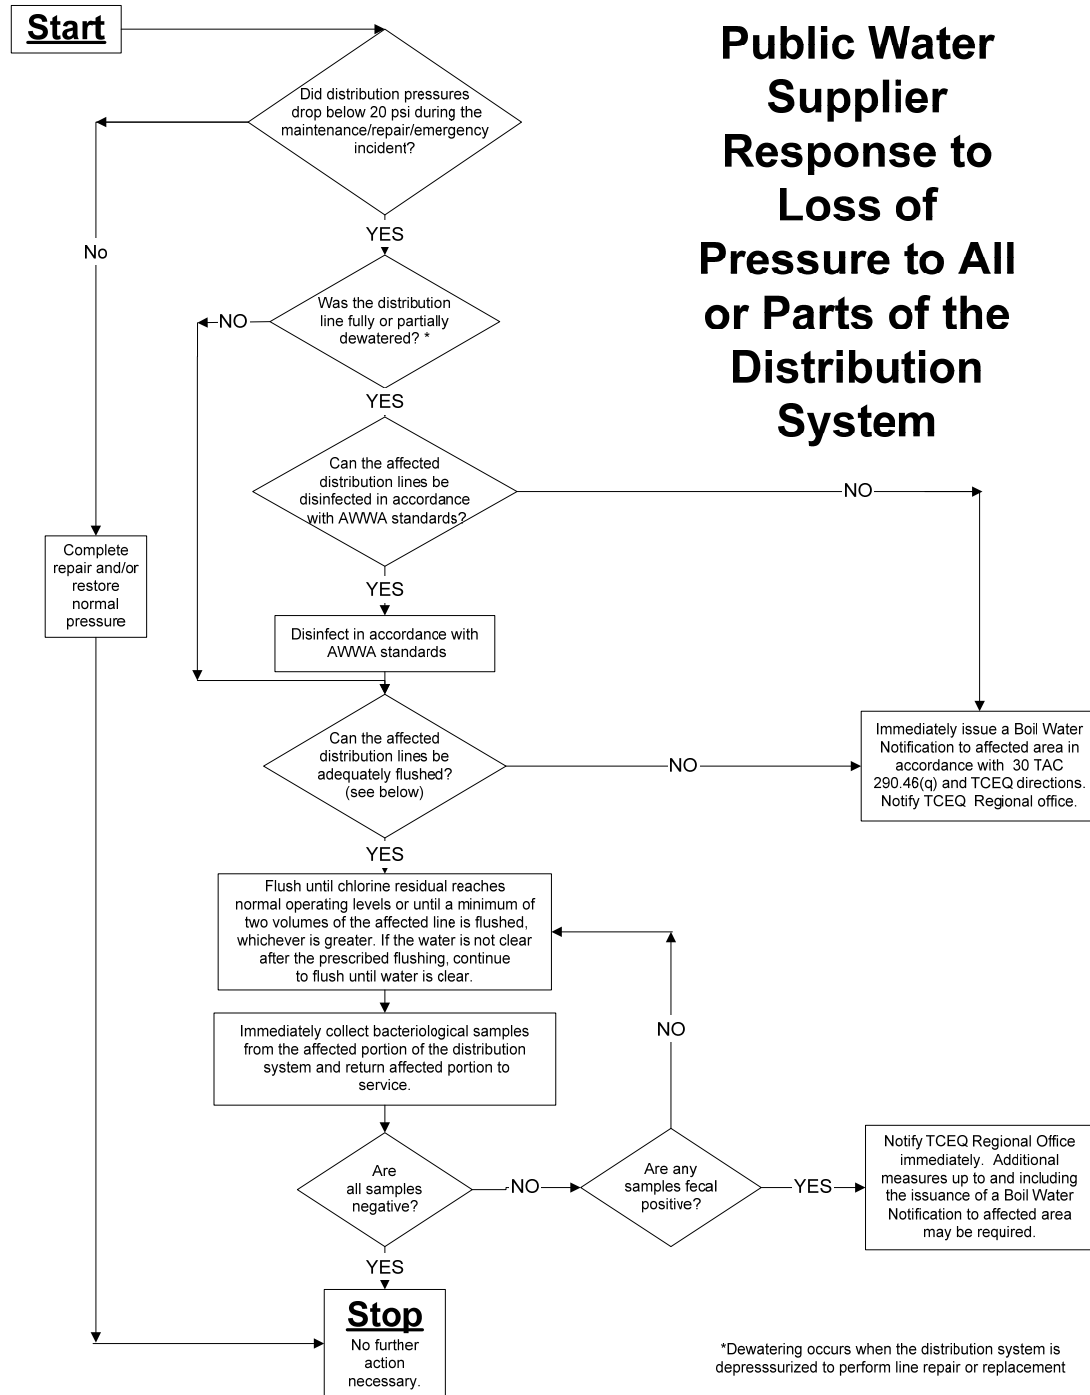 Start
Public Water
Supplier
Response to
Loss of
Pressure to All
or Parts of the
Distribution
System
Did distribution pressures
drop below 20 psi during the
maintenance/repair/emergency
incident?
No
YES
Was the distribution
line fully or partially
dewatered? *
NO
YES
Can the affected
distribution lines be
disinfected in accordance
with AWWA standards?
NO
Complete
repair and/or
restore
normal
pressure
YES
Disinfect in accordance with
AWWA standards
Can the affected
distribution lines be
adequately flushed?
(see below)
NO
Immediately issue a Boil Water
Notification to affected area in
accordance with 30 TAC
290.46(q) and TCEQ directions.
Notify TCEQ Regional office.
YES
Flush until chlorine residual reaches
normal operating levels or until a minimum of
two volumes of the affected line is flushed,
whichever is greater. If the water is not clear
after the prescribed flushing, continue
to flush until water is clear.
NO
Immediately collect bacteriological samples
from the affected portion of the distribution
system and return affected portion to
service.
Are
all samples
negative?
NO
Are any
samples fecal
positive?
YES
Notify TCEQ Regional Office
immediately. Additional
measures up to and including
the issuance of a Boil Water
Notification to affected area
may be required.
YES
Stop
No further
action
necessary.
*Dewatering occurs when the distribution system is
depresssurized to perform line repair or replacement